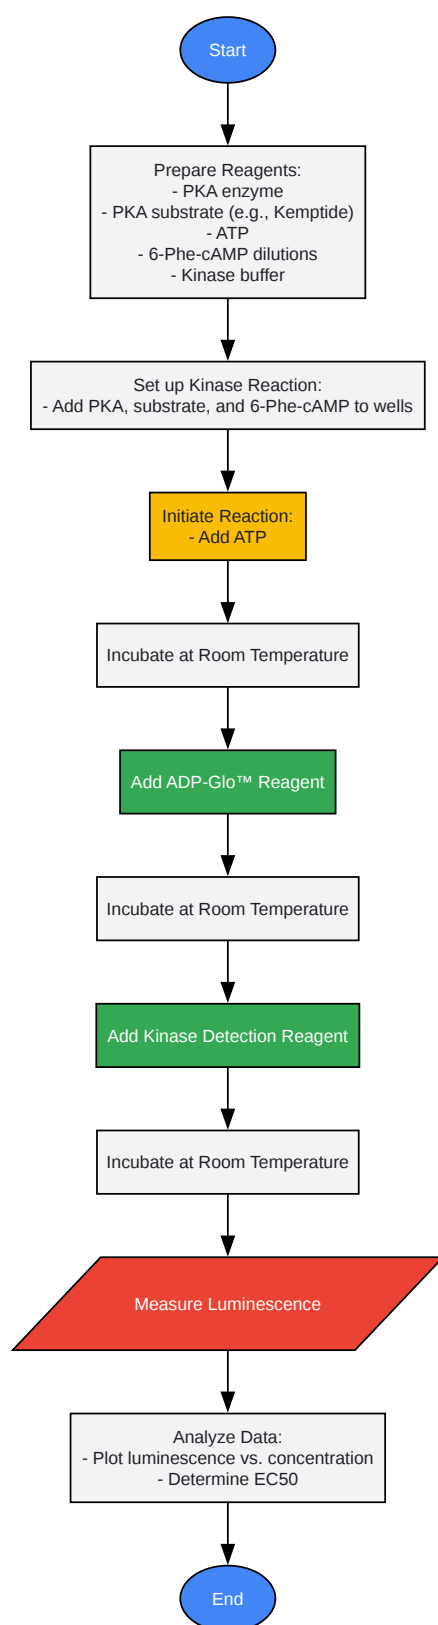 Start
Prepare Reagents:
- PKA enzyme
- PKA substrate (e.g., Kemptide)
- ATP
- 6-Phe-cAMP dilutions
- Kinase buffer
Set up Kinase Reaction:
- Add PKA, substrate, and 6-Phe-cAMP to wells
Initiate Reaction:
- Add ATP
Incubate at Room Temperature
Add ADP-Glo™ Reagent
Incubate at Room Temperature
Add Kinase Detection Reagent
Incubate at Room Temperature
Measure Luminescence
Analyze Data:
- Plot luminescence vs. concentration
- Determine EC50
End